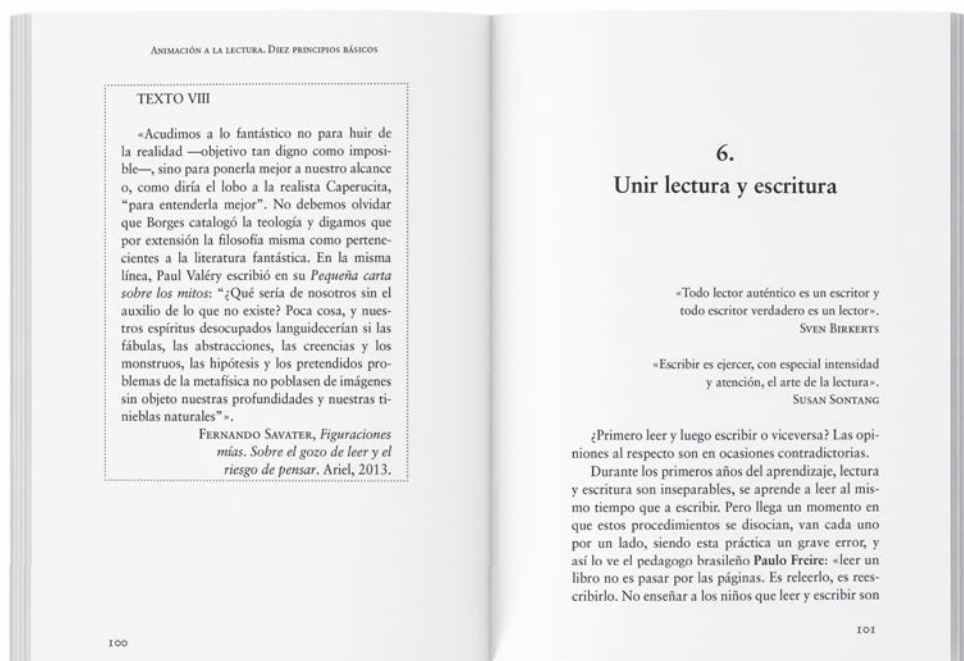 ANIMACIÓN A LA LECTURA. DIEZ PRINCIPIOS BÁSICOS
TEXTO VIII
«Acudimos a lo fantástico no para huir de
la realidad —objetivo tan digno como imposi-
ble—, sino para ponerla mejor a nuestro alcance
o, como diría el lobo a la realista Caperucita,
“para entenderla mejor”. No debemos olvidar
que Borges catalogó la teología y digamos que
por extensión la filosofía misma como pertene-
cientes a la literatura fantástica. En la misma
línea, Paul Valéry escribió en su Pequeña carta
sobre los mitos: “¿Qué sería de nosotros sin el
auxilio de lo que no existe? Poca cosa, y nues-
tros espíritus desocupados languidecerían si las
fábulas, las abstracciones, las creencias y los
monstruos, las hipótesis y los pretendidos pro-
blemas de la metafísica no poblasen de imágenes
sin objeto nuestras profundidades y nuestras ti-
nieblas naturales”».
FERNANDO SAVATER, Figuraciones
mías. Sobre el gozo de leer y el
riesgo de pensar. Ariel, 2013.
100
6.
Unir lectura y escritura
«Todo lector auténtico es un escritor y
todo escritor verdadero es un lector».
SVEN BIRKERTS
«Escribir es ejercer, con especial intensidad
y atención, el arte de la lectura».
SUSAN SONTANG
¿Primero leer y luego escribir o viceversa? Las opi-
niones al respecto son en ocasiones contradictorias.
Durante los primeros años del aprendizaje, lectura
y escritura son inseparables, se aprende a leer al mis-
mo tiempo que a escribir. Pero llega un momento en
que estos procedimientos se disocian, van cada uno
por un lado, siendo esta práctica un grave error, y
así lo ve el pedagogo brasileño Paulo Freire: «leer un
libro no es pasar por las páginas. Es releerlo, es rees-
cribirlo. No enseñar a los niños que leer y escribir son
101